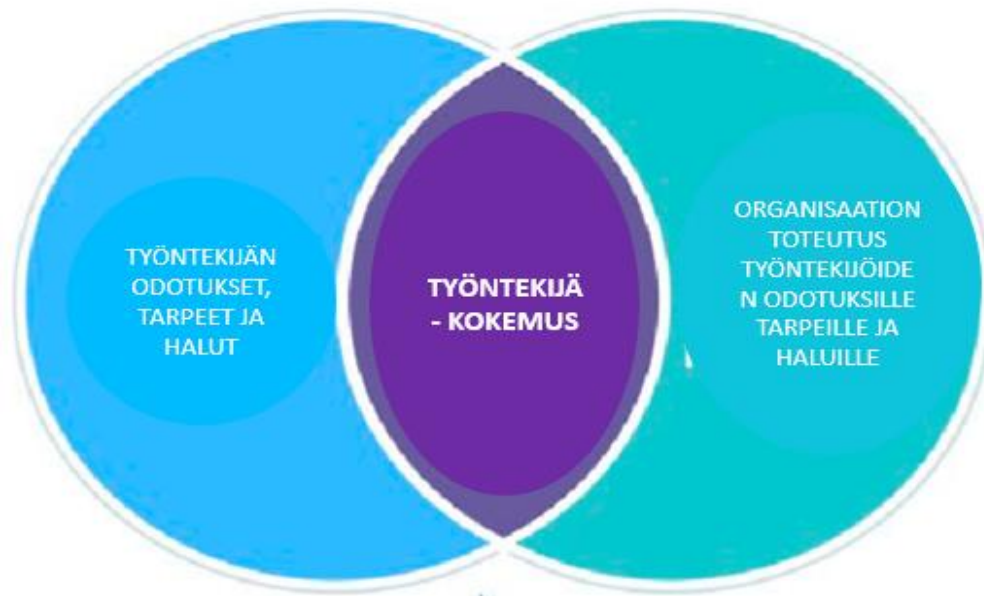 TYÖNTEKIJÄN
ODOTUKSET,
TARPEET JA
HALUT
TYÖNTEKIJÄ
- KOKEMUS
ORGANISAATION
TOTEUTUS
TYÖNTEKIJÖIDE
N ODOTUKSILLE
TARPEILLE JA
HALUILLE